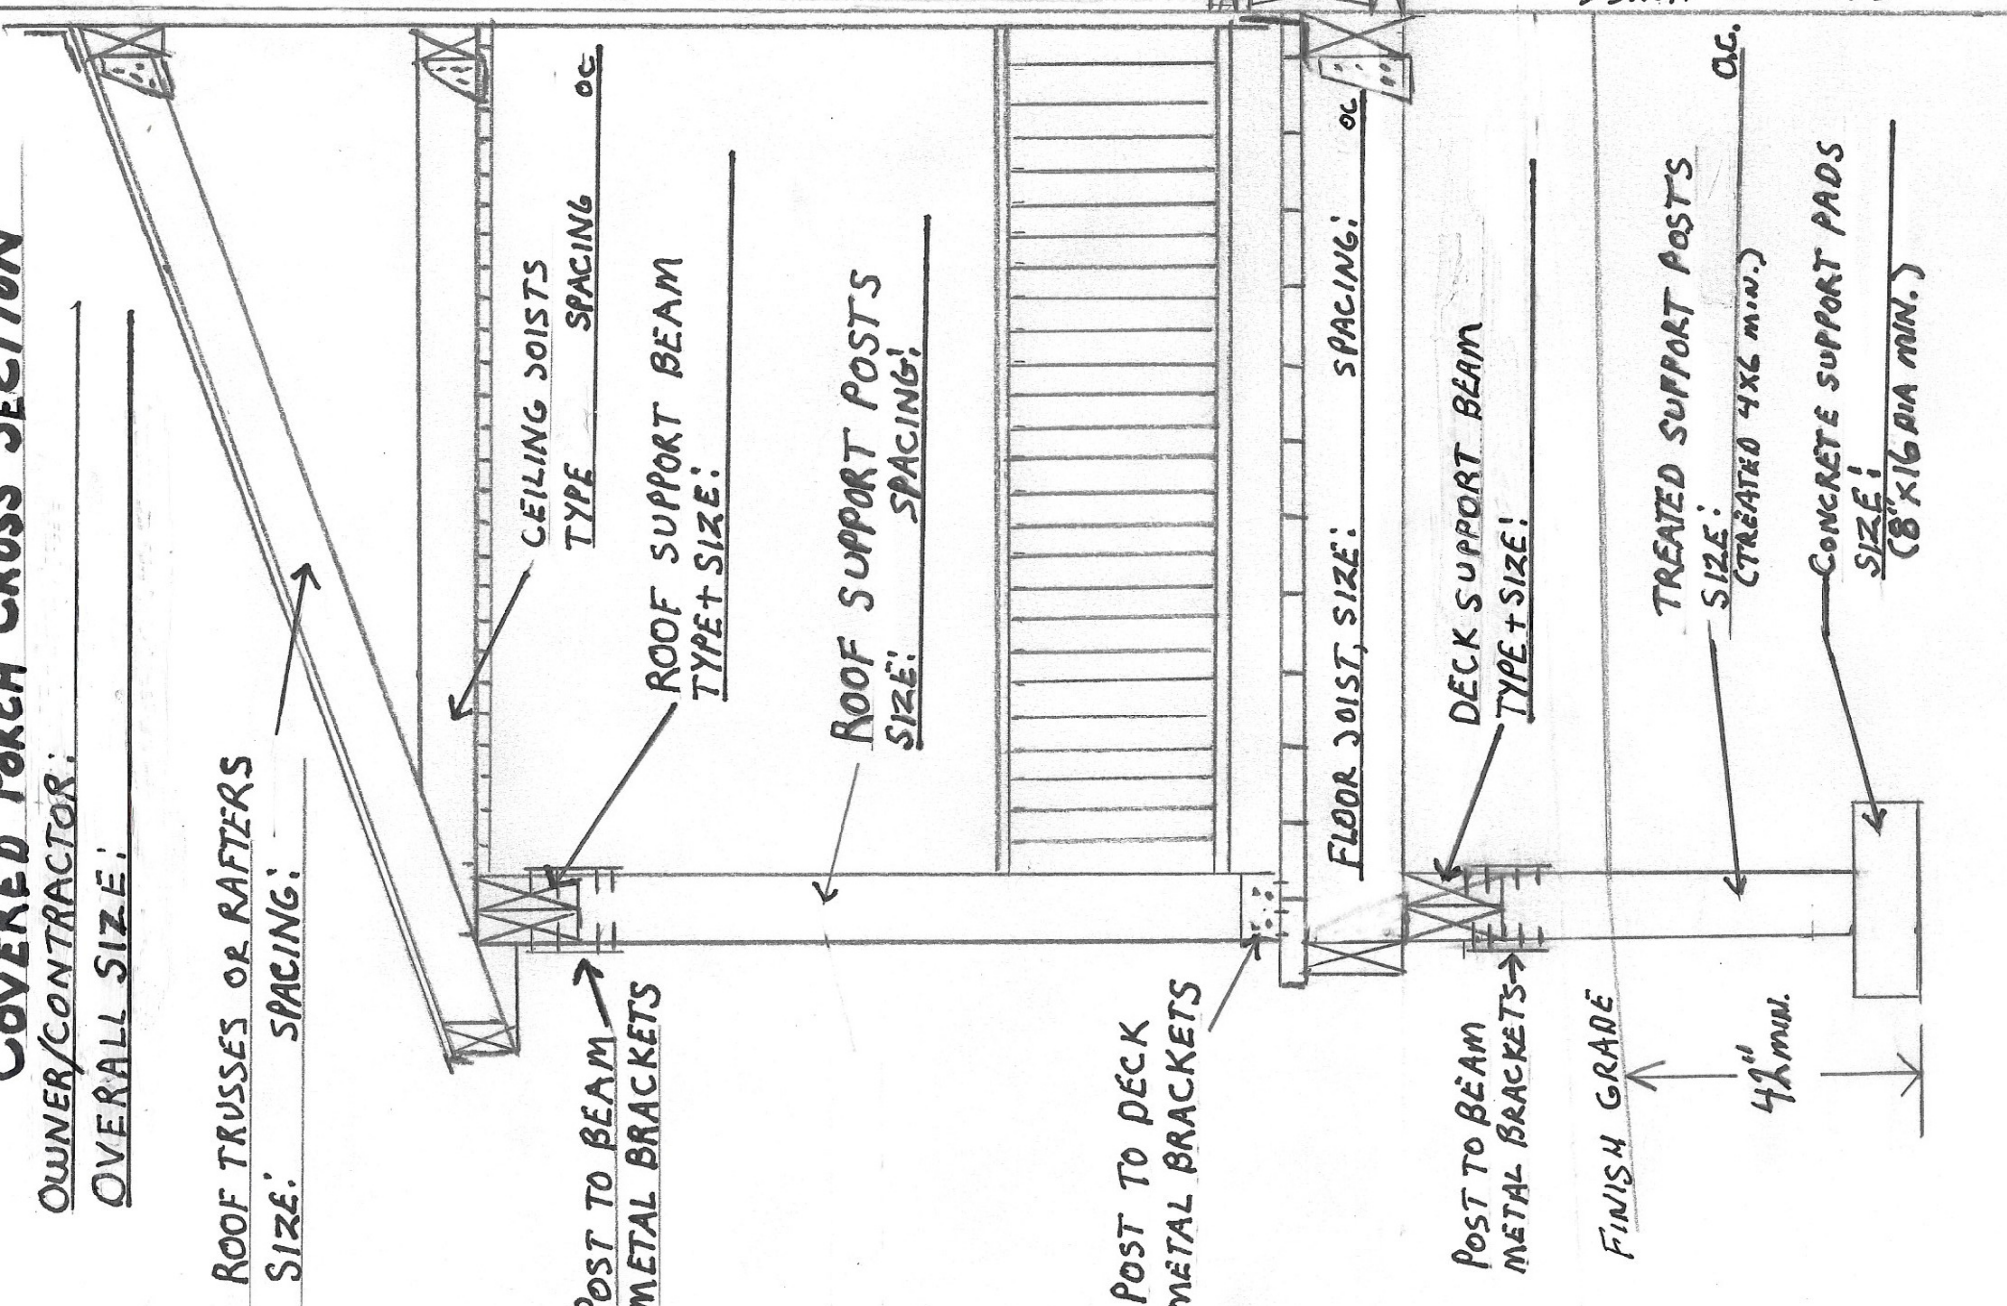 COVERED PORCH CROSS SECTION
OWNER/CONTRACTOR:
OVERALL SIZE:
ROOF TRUSSES OR RAFTERS
SIZE: SPACING:
CEILING JOISTS
TYPE SPACING OC
ROOF SUPPORT BEAM
TYPE + SIZE:
POST TO BEAM
METAL BRACKETS
ROOF SUPPORT POSTS
SIZE: SPACING:
POST TO DECK
METAL BRACKETS
FLOOR JOIST, SIZE: SPACING: OC
DECK SUPPORT BEAM
TYPE + SIZE:
POST TO BEAM
METAL BRACKETS
FINISH GRADE
TREATED SUPPORT POSTS
SIZE: O.C.
(TREATED 4X6 MIN.)
42" MIN.
CONCRETE SUPPORT PADS
SIZE:
(8"X16 DIA MIN.)